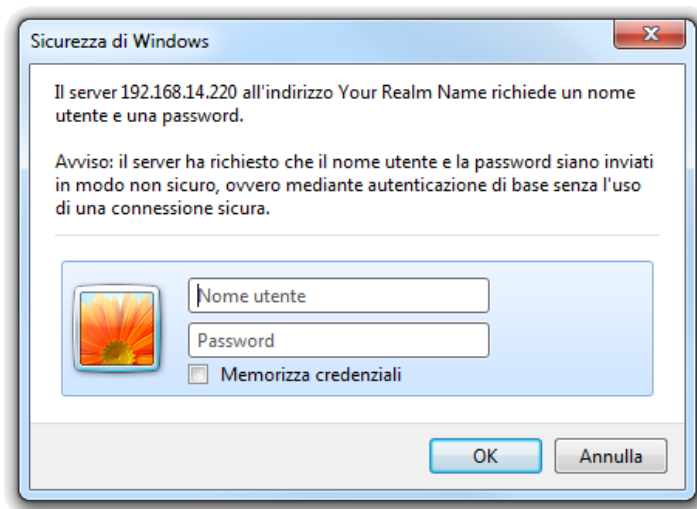 Sicurezza di Windows
Il server 192.168.14.220 all'indirizzo Your Realm Name richiede un nome
utente e una password.
Avviso: il server ha richiesto che il nome utente e la password siano inviati
in modo non sicuro, ovvero mediante autenticazione di base senza l'uso
di una connessione sicura.
Nome utente
Password
Memorizza credenziali
OK
Annulla